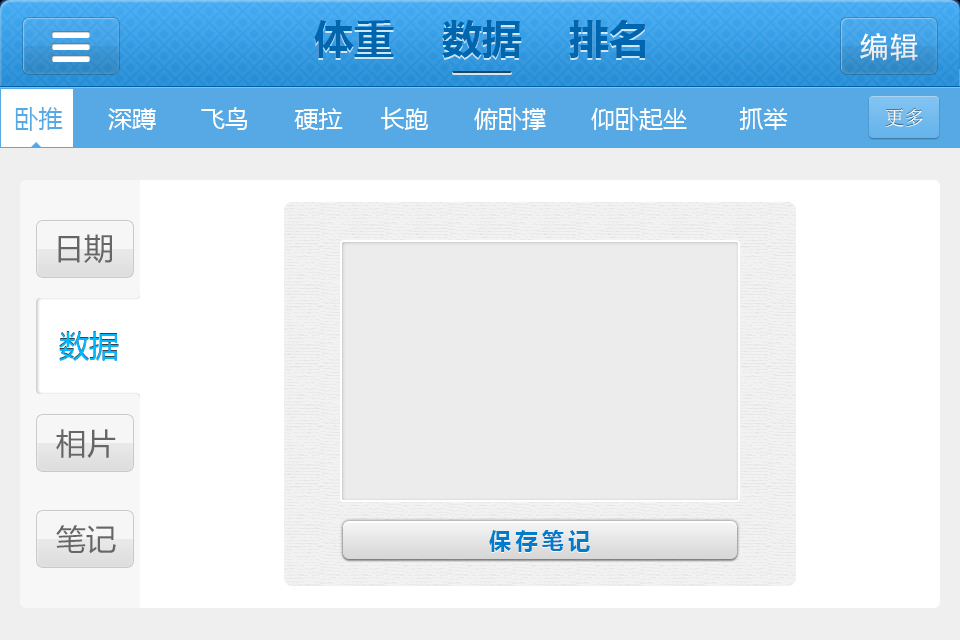 体重 数据 排名 编辑
卧推 深蹲 飞鸟 硬拉 长跑 俯卧撑 仰卧起坐 抓举 更多
日期
数据
相片
笔记
保存笔记